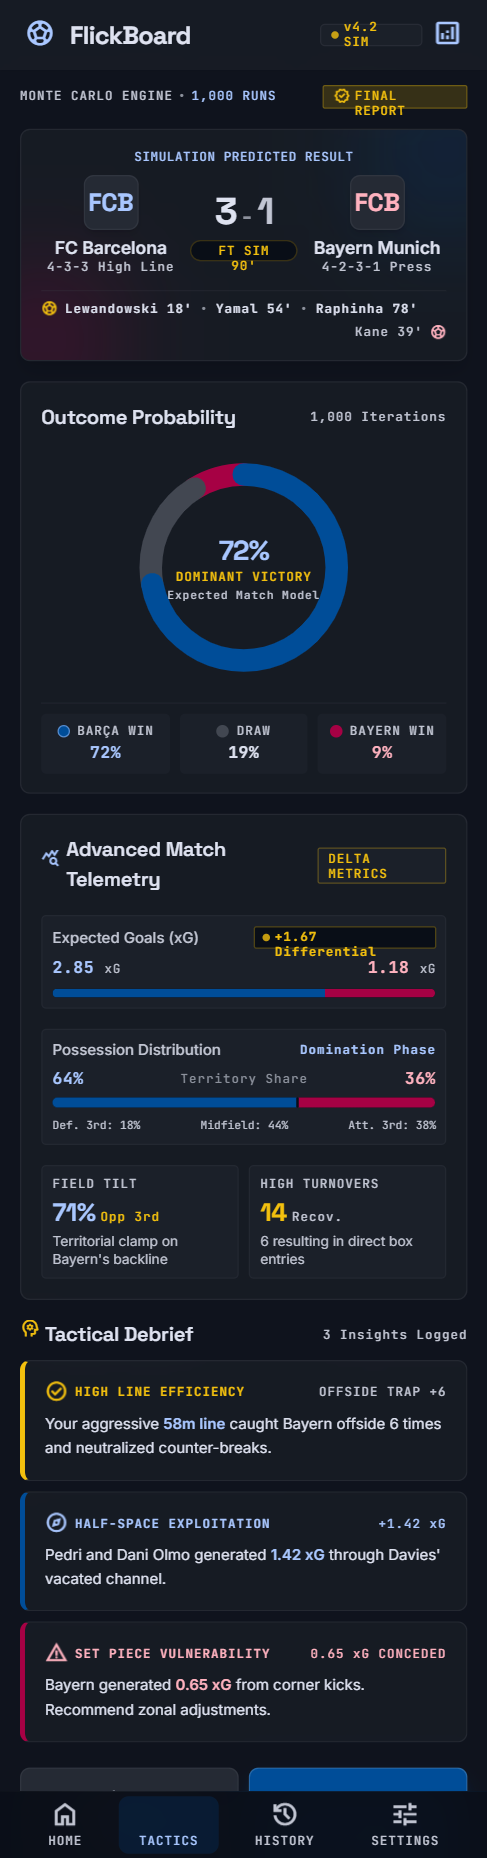 FlickBoard
v4.2
SIM
MONTE CARLO ENGINE • 1,000 RUNS
FINAL
REPORT
SIMULATION PREDICTED RESULT
FCB
3 - 1
FCB
FC Barcelona
FT SIM
90'
Bayern Munich
4-3-3 High Line
4-2-3-1 Press
Lewandowski 18' • Yamal 54' • Raphinha 78'
Kane 39'
Outcome Probability
1,000 Iterations
72%
DOMINANT VICTORY
Expected Match Model
BARÇA WIN
72%
DRAW
19%
BAYERN WIN
9%
Advanced Match
Telemetry
DELTA
METRICS
Expected Goals (xG)
+1.67
Differential
2.85 xG
1.18 xG
Possession Distribution
Domination Phase
64%
Territory Share
36%
Def. 3rd: 18%
Midfield: 44%
Att. 3rd: 38%
FIELD TILT
71% Opp 3rd
Territorial clamp on
Bayern's backline
HIGH TURNOVERS
14 Recov.
6 resulting in direct box
entries
Tactical Debrief
3 Insights Logged
HIGH LINE EFFICIENCY
OFFSIDE TRAP +6
Your aggressive 58m line caught Bayern offside 6 times
and neutralized counter-breaks.
HALF-SPACE EXPLOITATION
+1.42 xG
Pedri and Dani Olmo generated 1.42 xG through Davies'
vacated channel.
SET PIECE VULNERABILITY
0.65 xG CONCEDED
Bayern generated 0.65 xG from corner kicks.
Recommend zonal adjustments.
HOME
TACTICS
HISTORY
SETTINGS